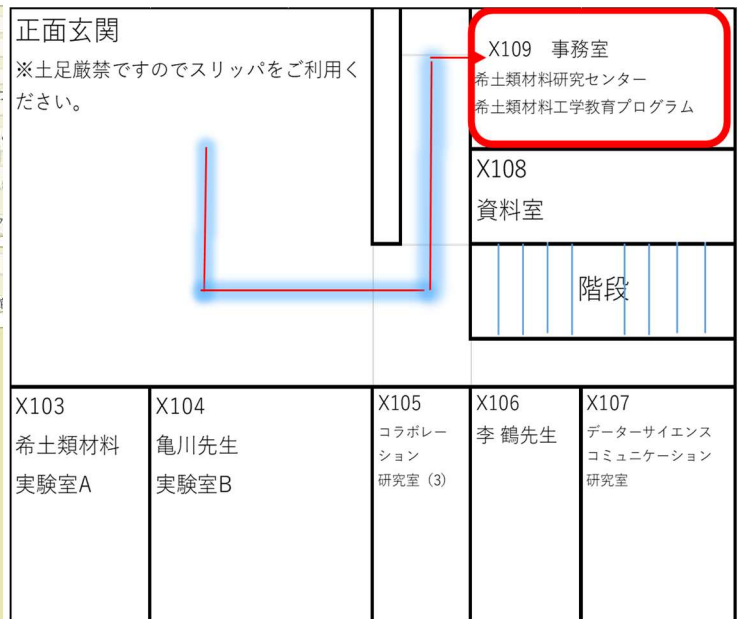 正面玄関
※土足厳禁ですのでスリッパをご利用く
ださい。
X109　事務室
希土類材料研究センター
希土類材料工学教育プログラム
X108
資料室
階段
X103
希土類材料
実験室A
X104
亀川先生
実験室B
X105
コラボレー
ション
研究室（3）
X106
李 鶴先生
X107
データーサイエンス
コミュニケーション
研究室